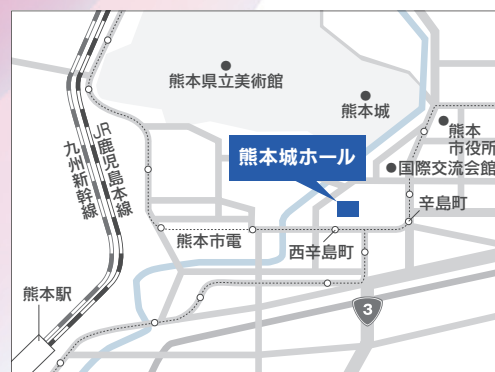 熊本県立美術館
熊本城
熊本
市役所
国際交流会館
熊本城ホール
JR鹿児島本線
九州新幹線
辛島町
熊本市電
西辛島町
熊本駅
3